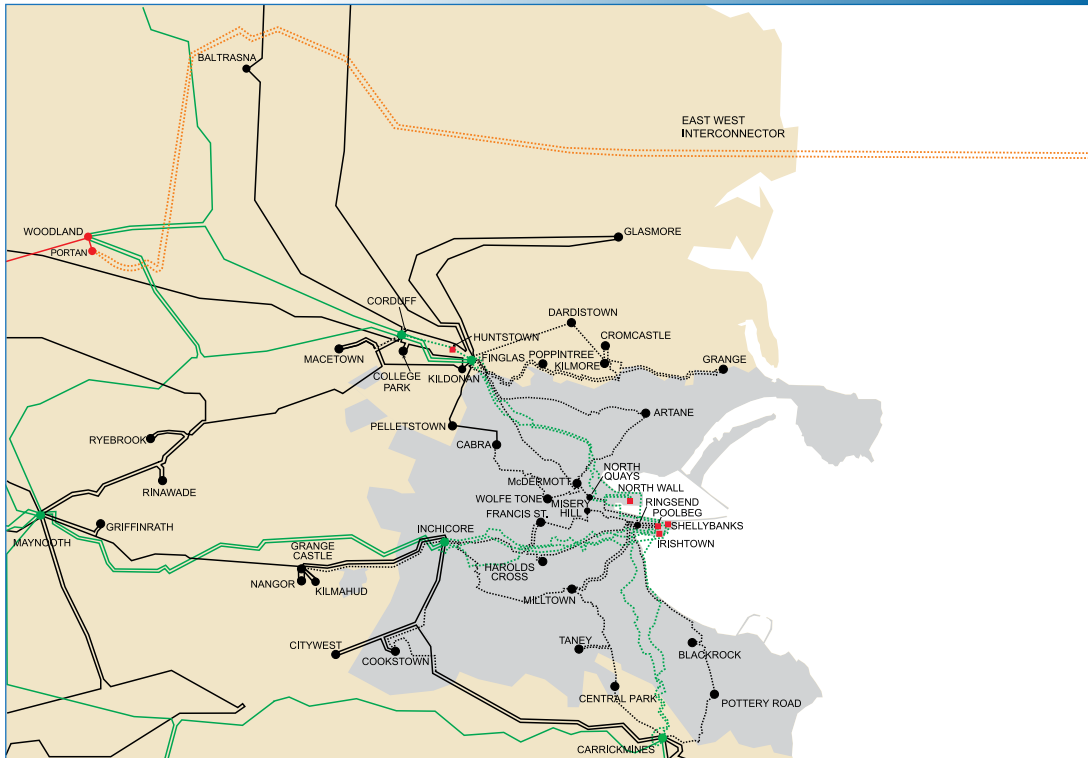 BALTRASNA
EAST WEST
INTERCONNECTOR
WOODLAND
PORTAN
GLASMORE
CORDUFF
DARDISTOWN
HUNTSTOWN
CROMCASTLE
MACETOWN
COLLEGE
PARK
KILDONAN
FINGLAS
POPPINTREE
KILMORE
GRANGE
ARTANE
PELLETSTOWN
CABRA
RYEBROOK
RINAWADE
McDERMOTT
NORTH
QUAYS
NORTH WALL
WOLFE TONE
MISERY
HILL
RINGSEND
POOLBEG
FRANCIS ST.
SHELLYBANKS
IRISHTOWN
GRIFFINRATH
MAYNOOTH
INCHICORE
GRANGE
CASTLE
HAROLDS
CROSS
NANGOR
KILMAHUD
MILLTOWN
CITYWEST
COOKSTOWN
TANEY
BLACKROCK
CENTRAL PARK
POTTERY ROAD
CARRICKMINES